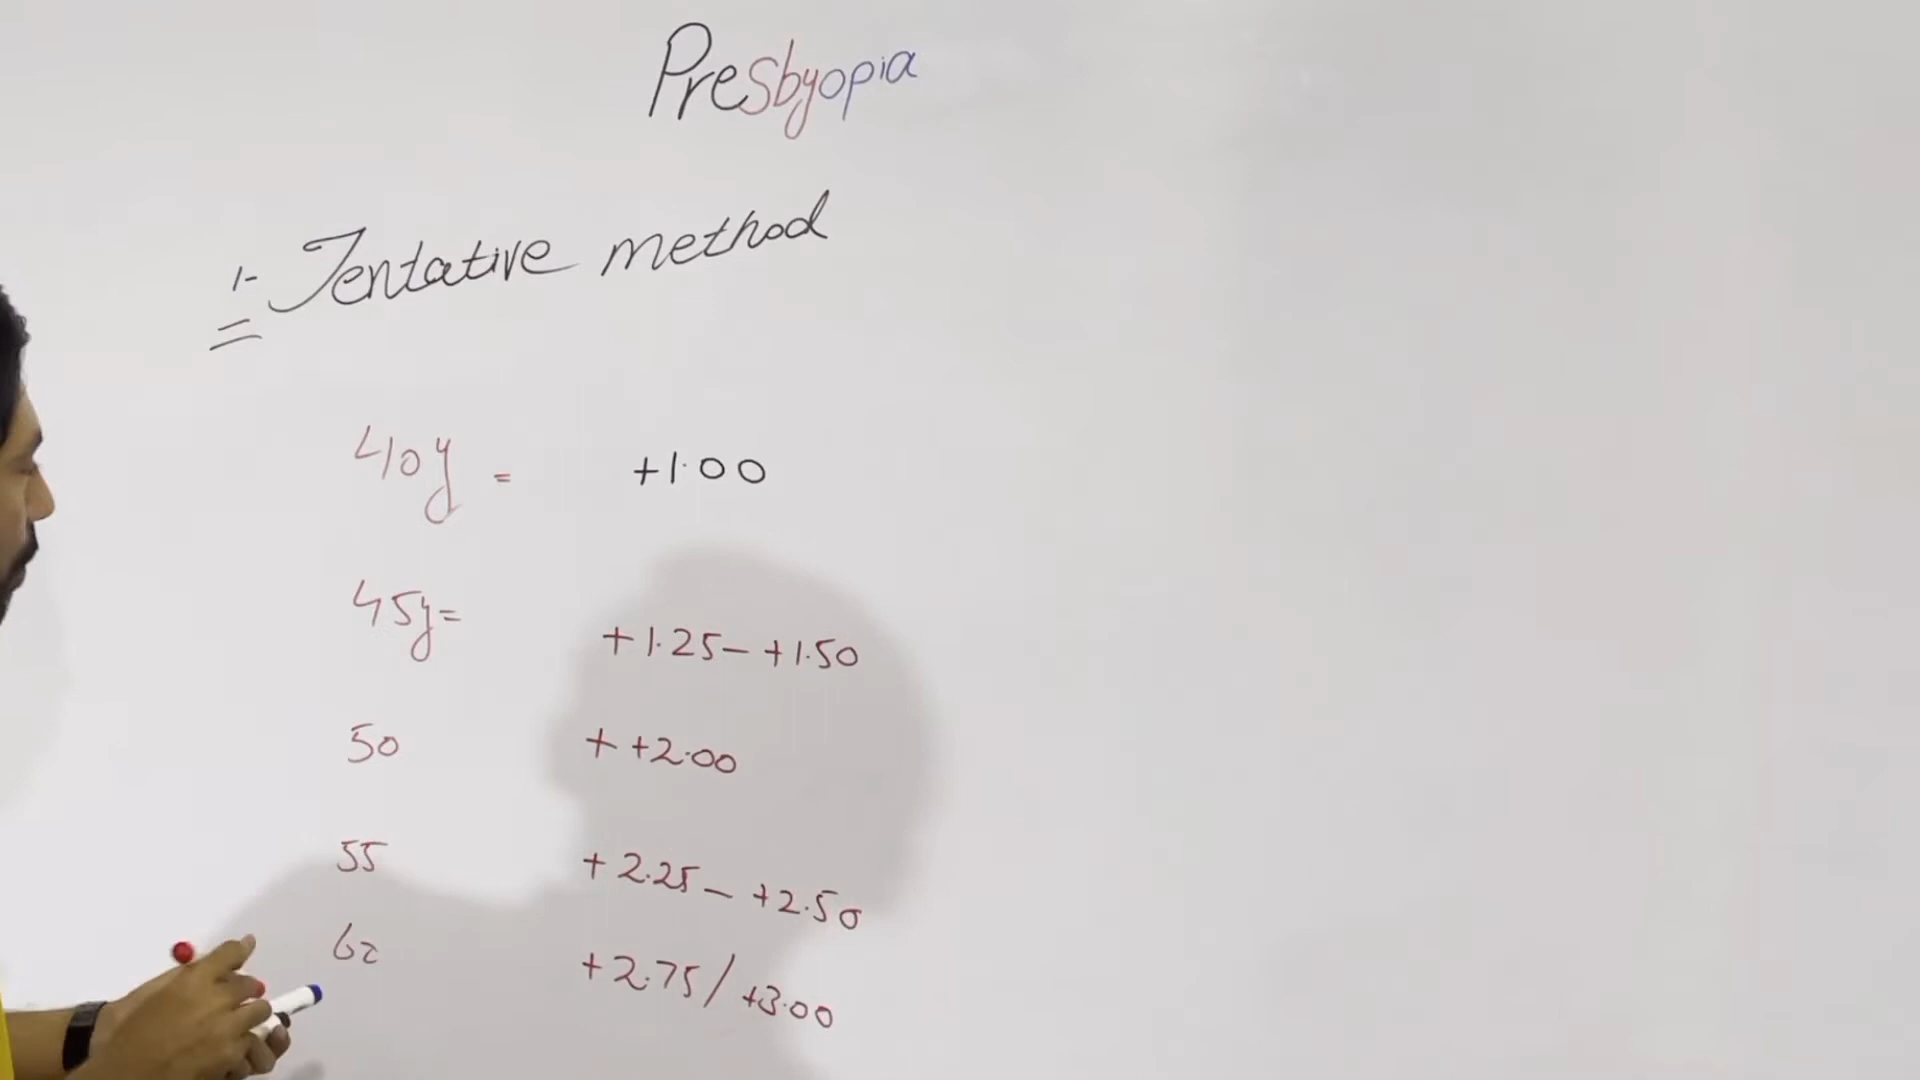 Presbyopia
1- Tentative method
40y = +1.00
45y= +1.25 - +1.50
50 + +2.00
55 +2.25 - +2.50
60 +2.75 / +3.00